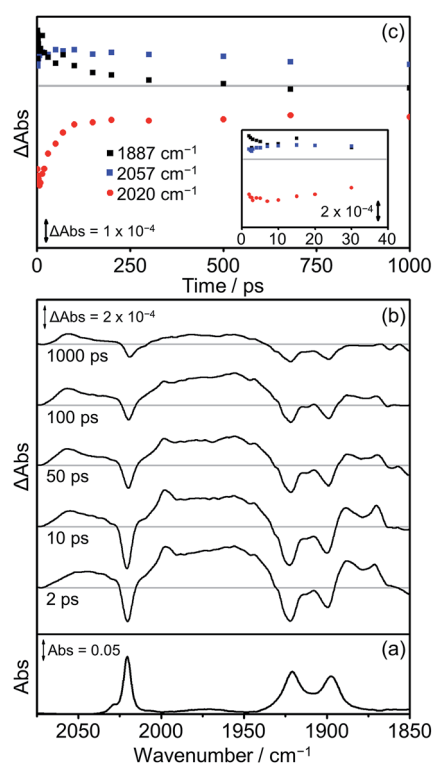 (c)
ΔAbs
1887 cm⁻¹
2057 cm⁻¹
2020 cm⁻¹
ΔAbs = 1 x 10⁻⁴
2 x 10⁻⁴
0 10 20 30 40
0 250 500 750 1000
Time / ps
ΔAbs = 2 x 10⁻⁴
(b)
1000 ps
100 ps
ΔAbs
50 ps
10 ps
2 ps
Abs = 0.05
(a)
Abs
2050 2000 1950 1900 1850
Wavenumber / cm⁻¹